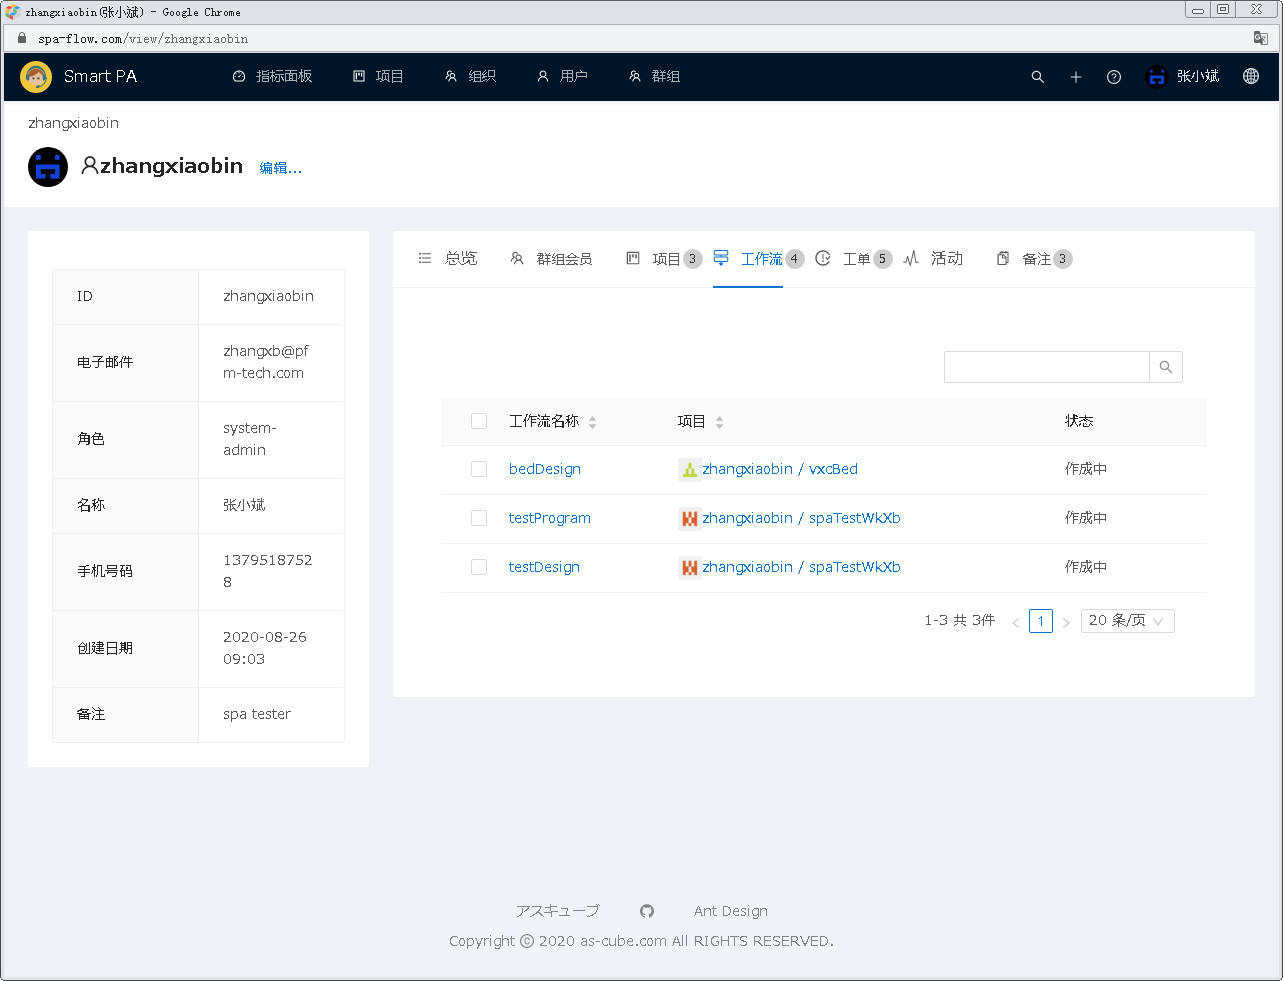 zhangxiaobin(张小斌) - Google Chrome
spa-flow.com/view/zhangxiaobin
Smart PA 指标面板 项目 组织 用户 群组 张小斌
zhangxiaobin
zhangxiaobin 编辑...
ID zhangxiaobin
电子邮件 zhangxb@pf
m-tech.com
角色 system-
admin
名称 张小斌
手机号码 1379518752
8
创建日期 2020-08-26
09:03
备注 spa tester
总览 群组会员 项目 3 工作流 4 工单 5 活动 备注 3
工作流名称 项目 状态
bedDesign zhangxiaobin / vxcBed 作成中
testProgram zhangxiaobin / spaTestWkXb 作成中
testDesign zhangxiaobin / spaTestWkXb 作成中
1-3 共 3件 < 1 > 20 条/页
アスキューブ Ant Design
Copyright © 2020 as-cube.com All RIGHTS RESERVED.